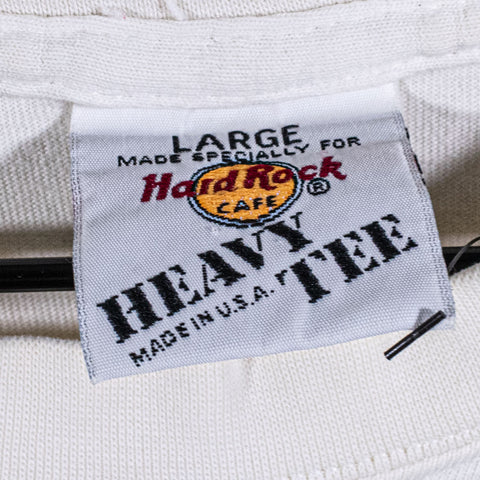 LARGE
MADE SPECIALLY FOR
Hard Rock
CAFE ®
HEAVY TEE
MADE IN U.S.A.